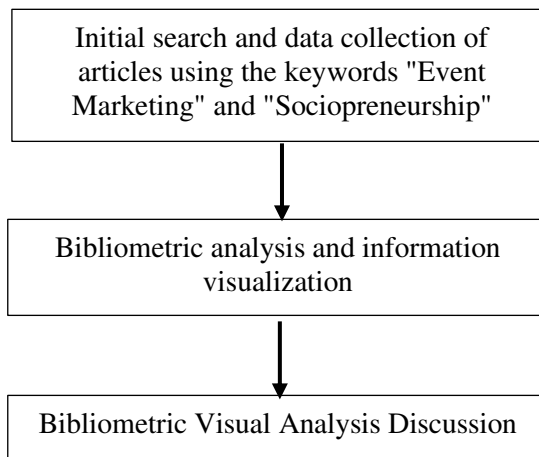 Initial search and data collection of
articles using the keywords "Event
Marketing" and "Sociopreneurship"
Bibliometric analysis and information
visualization
Bibliometric Visual Analysis Discussion